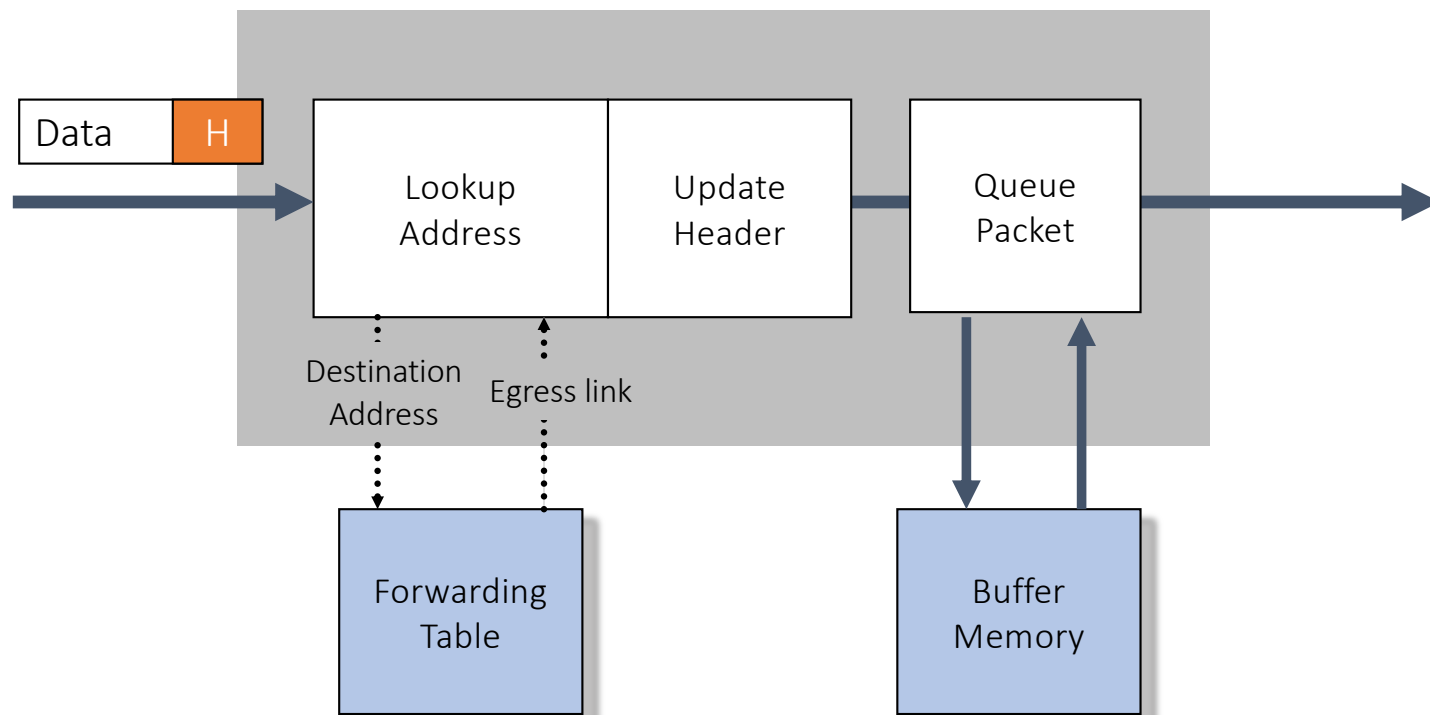 Data
H
Lookup
Address
Update
Header
Queue
Packet
Destination
Address
Egress link
Forwarding
Table
Buffer
Memory